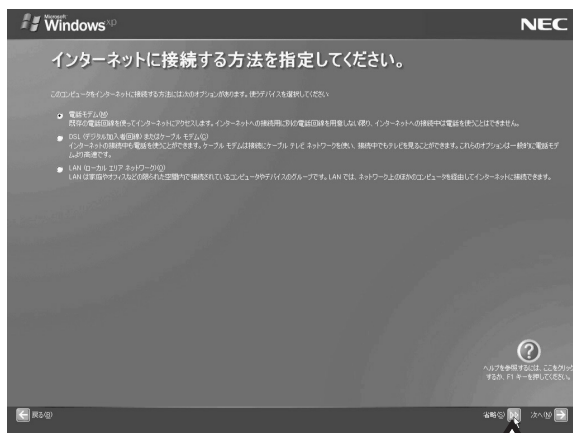 Microsoft
Windows xp
NEC
インターネットに接続する方法を指定してください。
このコンピュータをインターネットに接続する方法には次のオプションがあります。使うデバイスを選択してください
電話モデム(M)
既存の電話回線を使ってインターネットにアクセスします。インターネットへの接続用に別の電話回線を用意しない限り、インターネットへの接続中は電話を使うことはできません。
DSL (デジタル加入者回線) またはケーブル モデム(C)
インターネットの接続中も電話を使うことができます。ケーブル モデムは接続にケーブル テレビ ネットワークを使い、接続中でもテレビを見ることができます。これらのオプションは一般的に電話モデ
ムより高速です。
LAN (ローカル エリア ネットワーク)(O)
LAN は家庭やオフィスなどの限られた空間内で接続されているコンピュータやデバイスのグループです。LAN では、ネットワーク上のほかのコンピュータを経由してインターネットに接続できます。
?
ヘルプを参照するには、ここをクリック
するか、F1 キーを押してください。
戻る(B)
省略(S)
次へ(N)